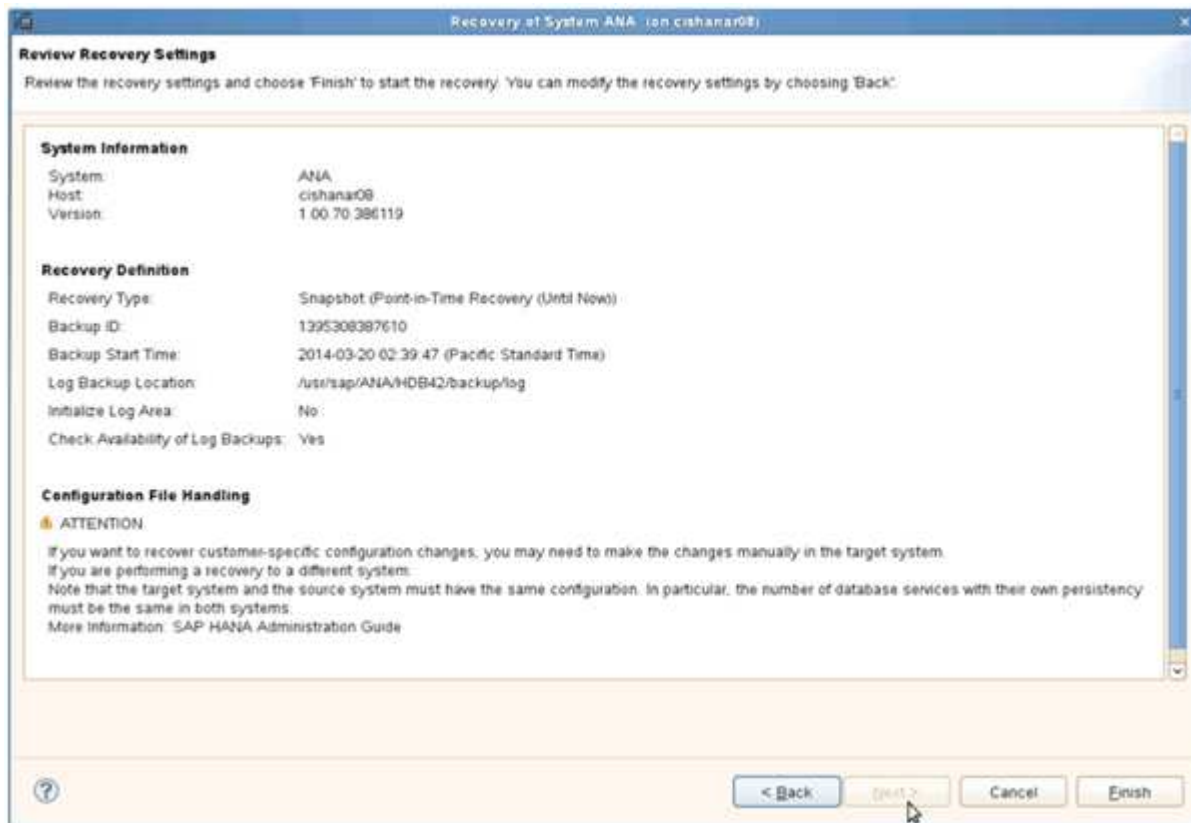 Recovery of System ANA (on cishanar08)
Review Recovery Settings
Review the recovery settings and choose 'Finish' to start the recovery. You can modify the recovery settings by choosing 'Back'.
System Information
System: ANA
Host: cishanar08
Version: 1.00.70.386119
Recovery Definition
Recovery Type: Snapshot (Point-in-Time Recovery (Until Now))
Backup ID: 1395308387610
Backup Start Time: 2014-03-20 02:39:47 (Pacific Standard Time)
Log Backup Location: /usr/sap/ANA/HDB42/backup/log
Initialize Log Area: No
Check Availability of Log Backups: Yes
Configuration File Handling
ATTENTION
If you want to recover customer-specific configuration changes, you may need to make the changes manually in the target system.
If you are performing a recovery to a different system:
Note that the target system and the source system must have the same configuration. In particular, the number of database services with their own persistency
must be the same in both systems.
More Information: SAP HANA Administration Guide
? < Back Next > Cancel Finish